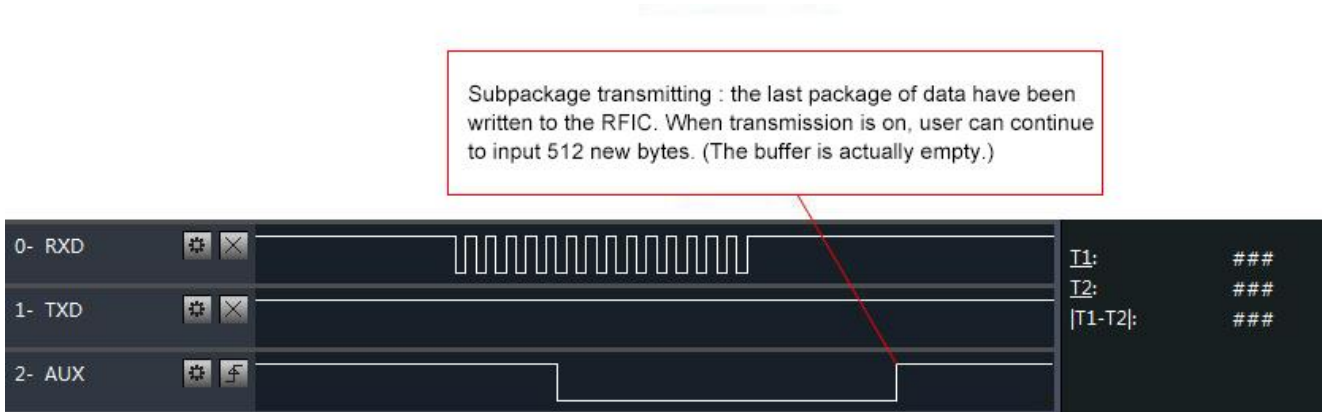 Subpackage transmitting : the last package of data have been
written to the RFIC. When transmission is on, user can continue
to input 512 new bytes. (The buffer is actually empty.)
0- RXD
T1: ###
1- TXD
T2: ###
|T1-T2|: ###
2- AUX